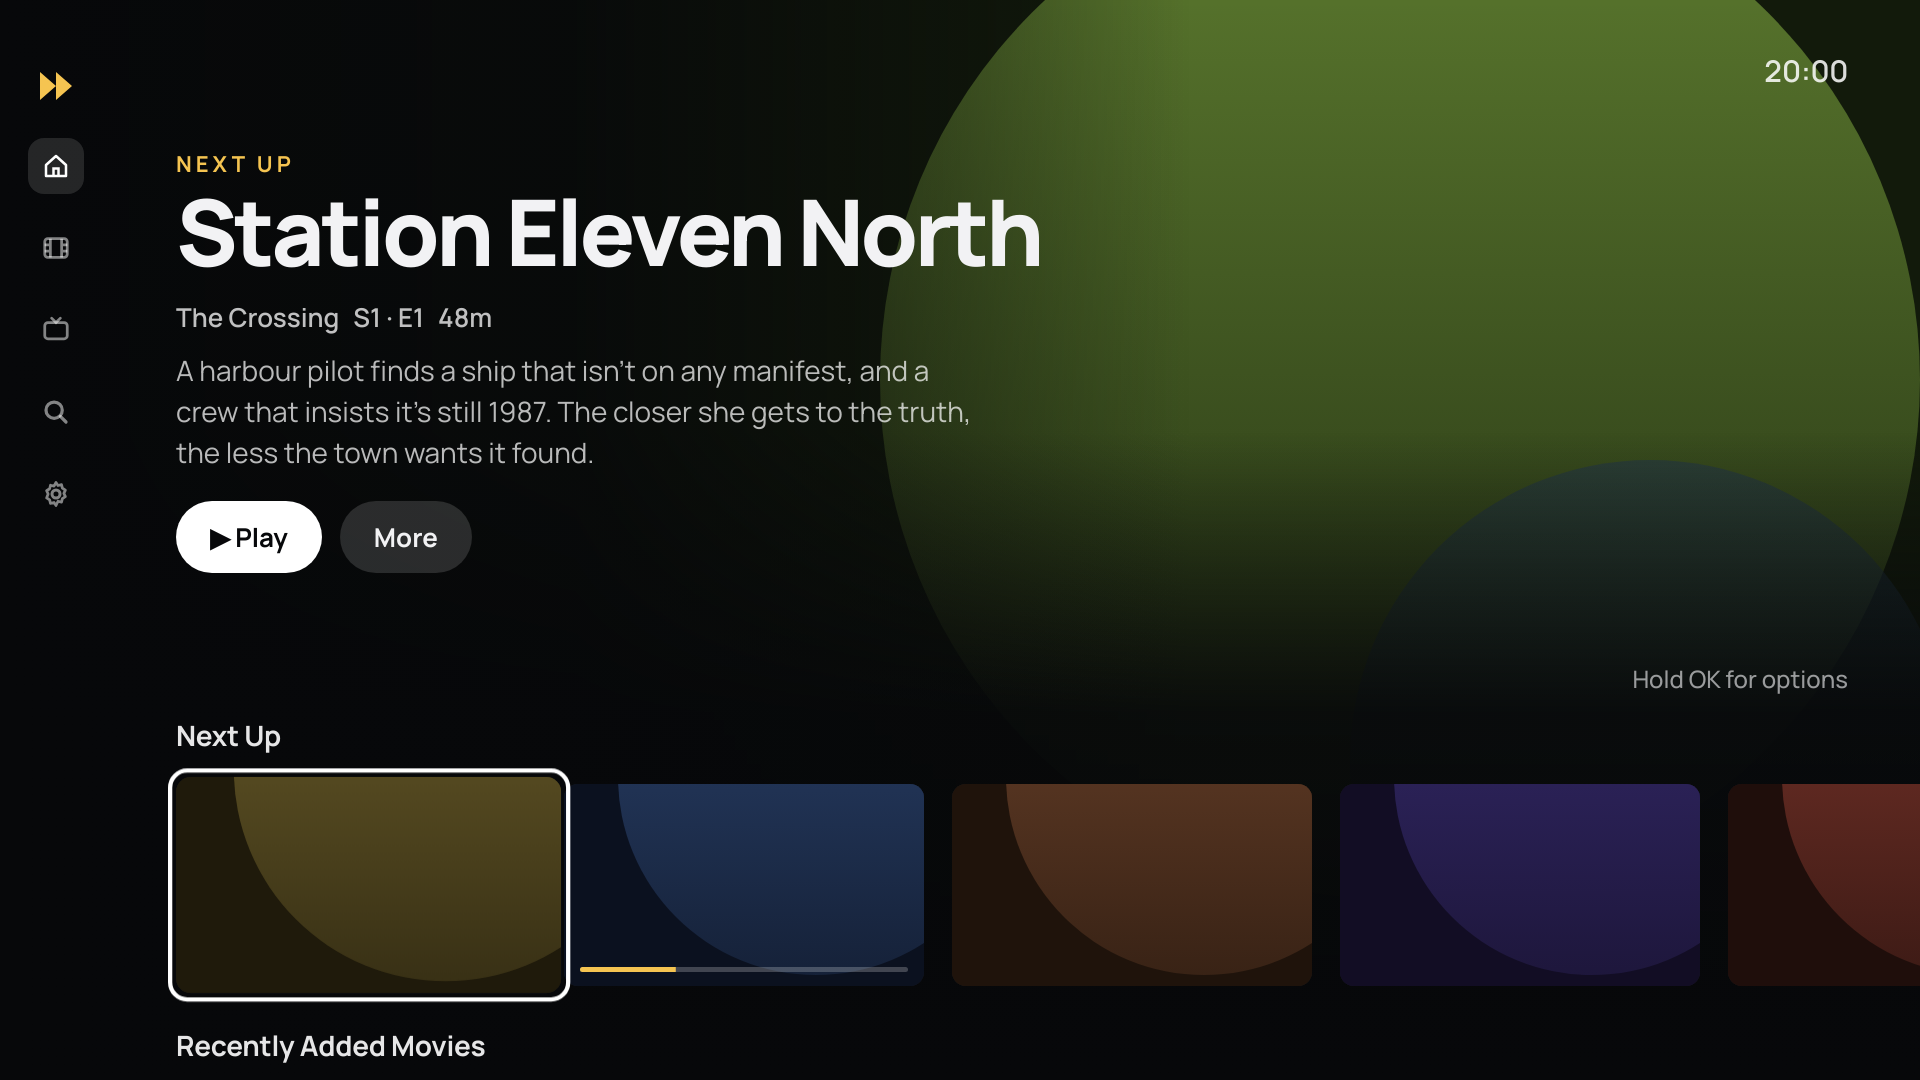 20:00
NEXT UP
Station Eleven North
The Crossing S1 · E1 48m
A harbour pilot finds a ship that isn’t on any manifest, and a
crew that insists it’s still 1987. The closer she gets to the truth,
the less the town wants it found.
▶ Play
More
Hold OK for options
Next Up
Recently Added Movies